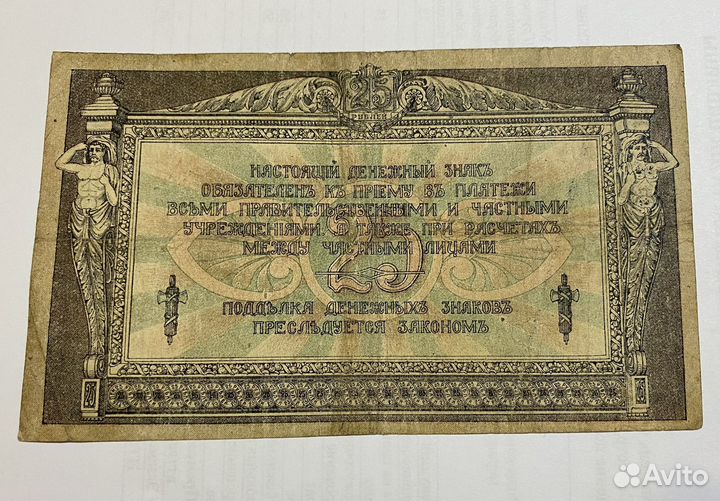 25
РУБЛЕЙ
НАСТОЯЩІЙ ДЕНЕЖНЫЙ ЗНАКЪ
ОБЯЗАТЕЛЕНЪ КЪ ПРІЕМУ ВЪ ПЛАТЕЖИ
ВСѢМИ ПРАВИТЕЛЬСТВЕННЫМИ И ЧАСТНЫМИ
УЧРЕЖДЕНІЯМИ, А ТАКЖЕ ПРИ РАСЧЕТАХЪ
МЕЖДУ ЧАСТНЫМИ ЛИЦАМИ
25
ПОДДѢЛКА ДЕНЕЖНЫХЪ ЗНАКОВЪ
ПРЕСЛѢДУЕТСЯ ЗАКОНОМЪ
25
25
Avito